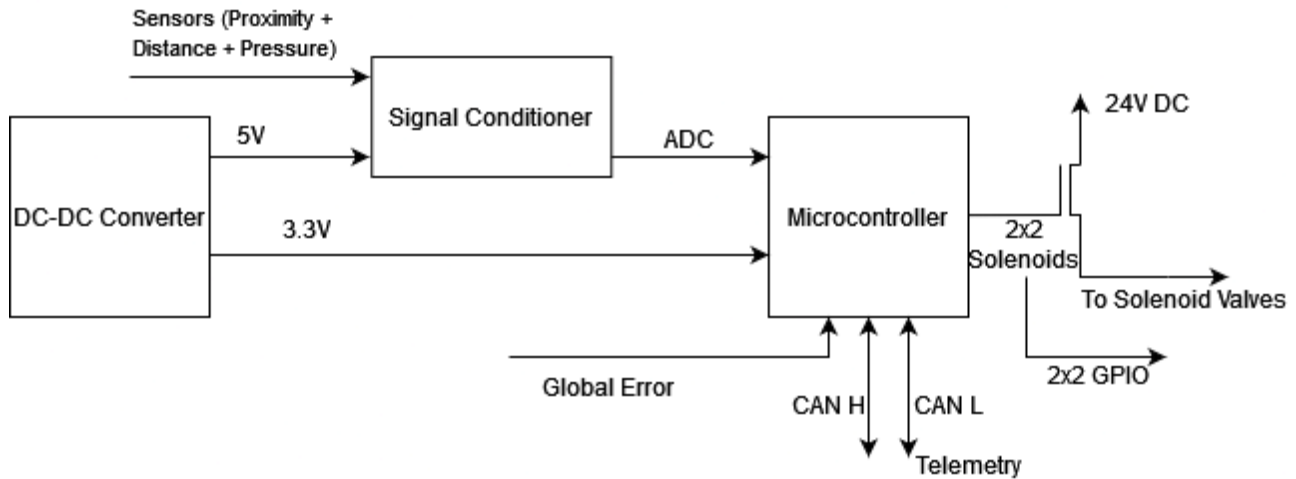 Sensors (Proximity +
Distance + Pressure)
Signal Conditioner
24V DC
5V
ADC
DC-DC Converter
Microcontroller
3.3V
2x2
Solenoids
To Solenoid Valves
Global Error
2x2 GPIO
CAN H
CAN L
Telemetry